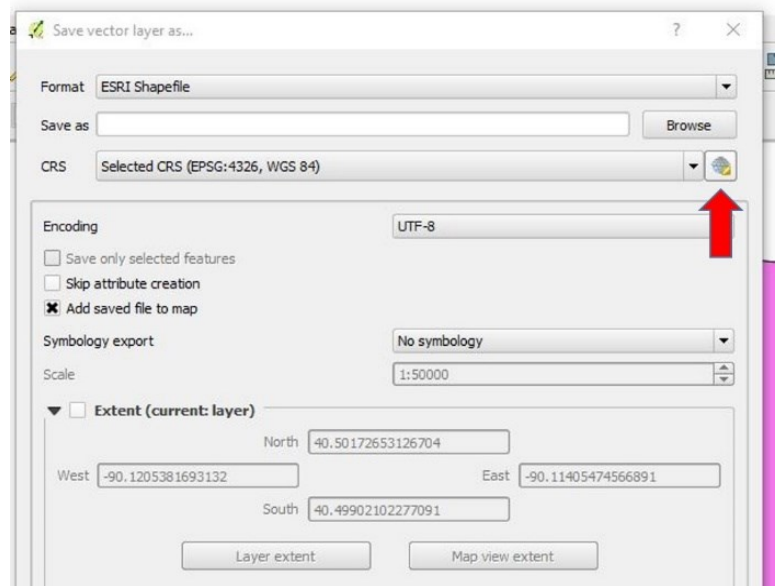 Save vector layer as...
?
Format ESRI Shapefile
Save as Browse
CRS Selected CRS (EPSG:4326, WGS 84)
Encoding UTF-8
Save only selected features
Skip attribute creation
Add saved file to map
Symbology export No symbology
Scale 1:50000
Extent (current: layer)
North 40.50172653126704
West -90.1205381693132 East -90.11405474566891
South 40.49902102277091
Layer extent Map view extent